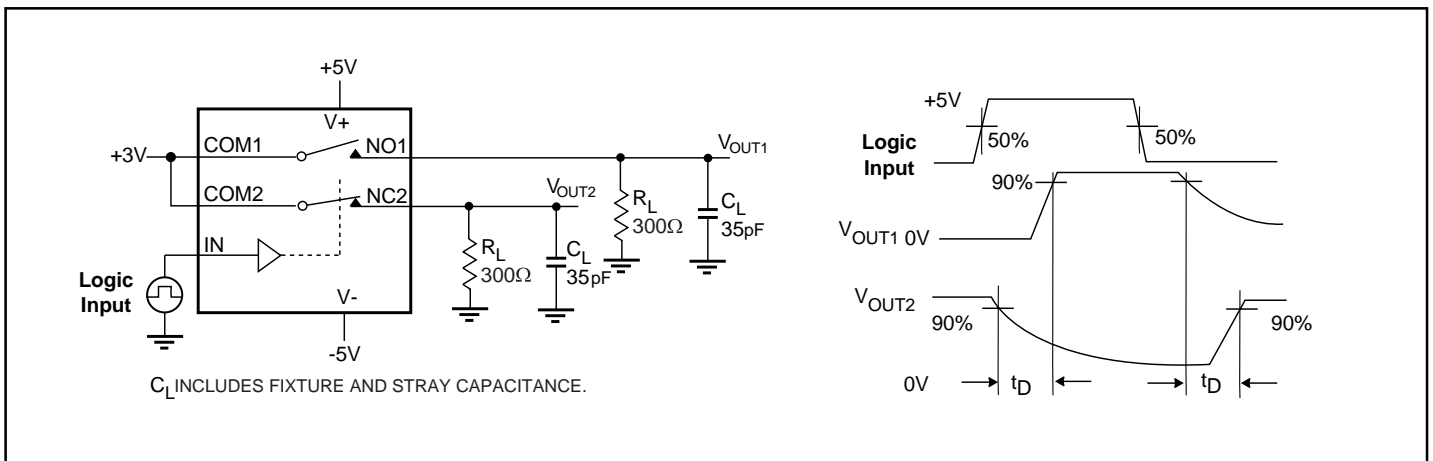 +5V
V+
+3V
COM1
NO1
VOUT1
COM2
NC2
VOUT2
RL
300Ω
CL
35pF
IN
RL
300Ω
CL
35pF
Logic
Input
V-
-5V
CL INCLUDES FIXTURE AND STRAY CAPACITANCE.
+5V
Logic
Input
50%
50%
90%
VOUT1 0V
VOUT2
90%
90%
0V
tD
tD